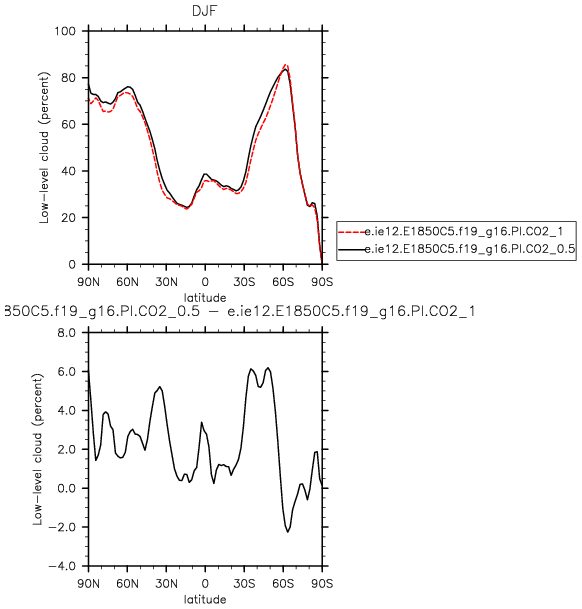 DJF
100
80
60
40
20
0
Low-level cloud (percent)
90N 60N 30N 0 30S 60S 90S
latitude
e.ie12.E1850C5.f19_g16.PI.CO2_1
e.ie12.E1850C5.f19_g16.PI.CO2_0.5
850C5.f19_g16.PI.CO2_0.5 - e.ie12.E1850C5.f19_g16.PI.CO2_1
8.0
6.0
4.0
2.0
0.0
-2.0
-4.0
Low-level cloud (percent)
90N 60N 30N 0 30S 60S 90S
latitude